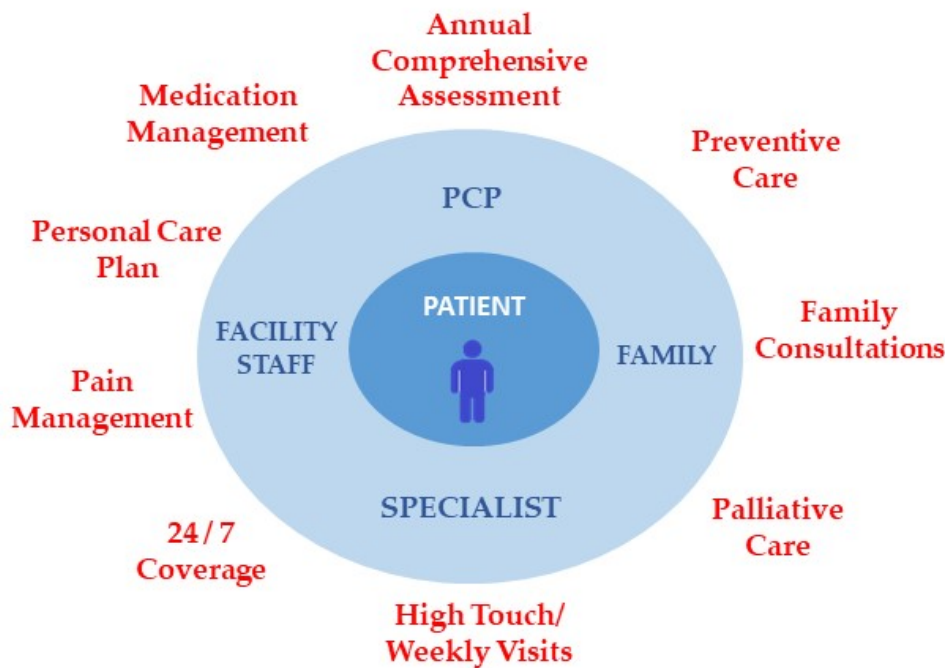 Annual
Comprehensive
Assessment
Medication
Management
Preventive
Care
PCP
Personal Care
Plan
PATIENT
FACILITY
STAFF
FAMILY
Family
Consultations
Pain
Management
SPECIALIST
Palliative
Care
24/7
Coverage
High Touch/
Weekly Visits